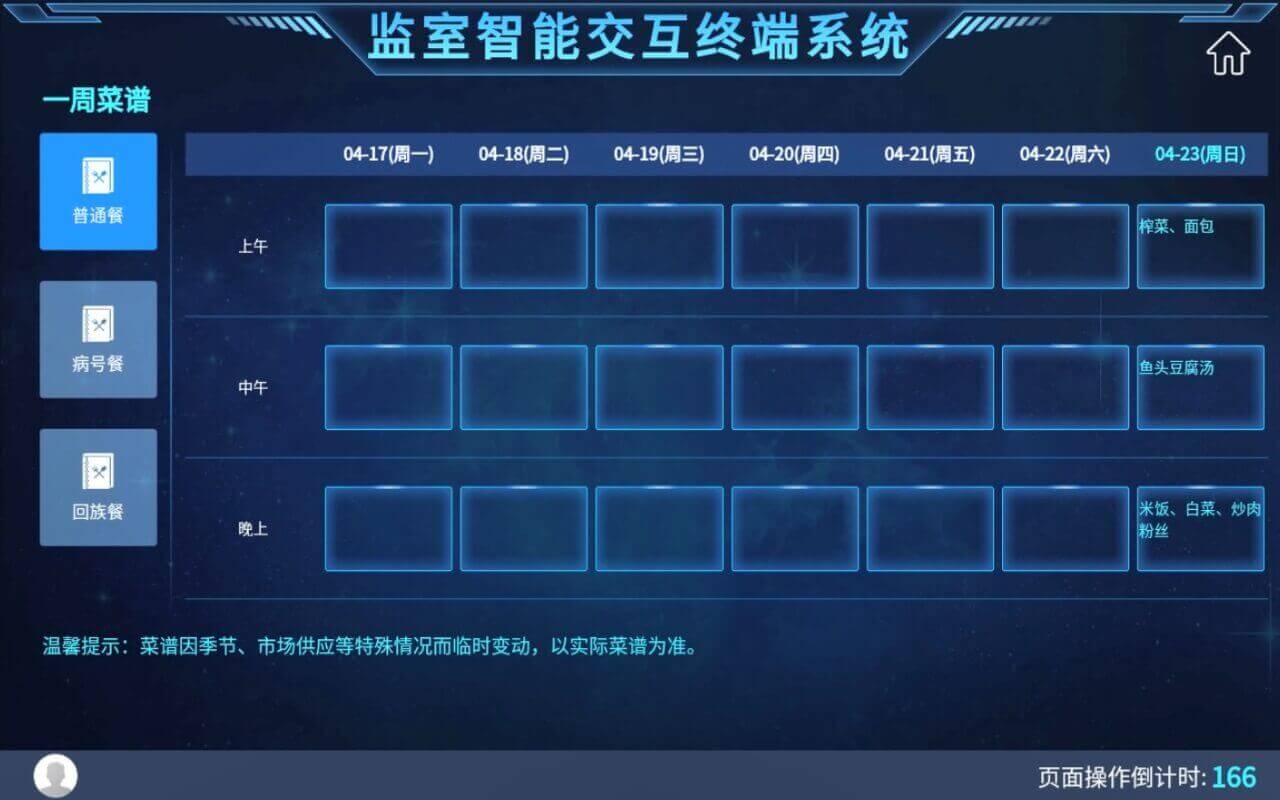 监室智能交互终端系统
一周菜谱
04-17(周一) 04-18(周二) 04-19(周三) 04-20(周四) 04-21(周五) 04-22(周六) 04-23(周日)
普通餐
上午
榨菜、面包
病号餐
中午
鱼头豆腐汤
回族餐
晚上
米饭、白菜、炒肉
粉丝
温馨提示：菜谱因季节、市场供应等特殊情况而临时变动，以实际菜谱为准。
页面操作倒计时: 166